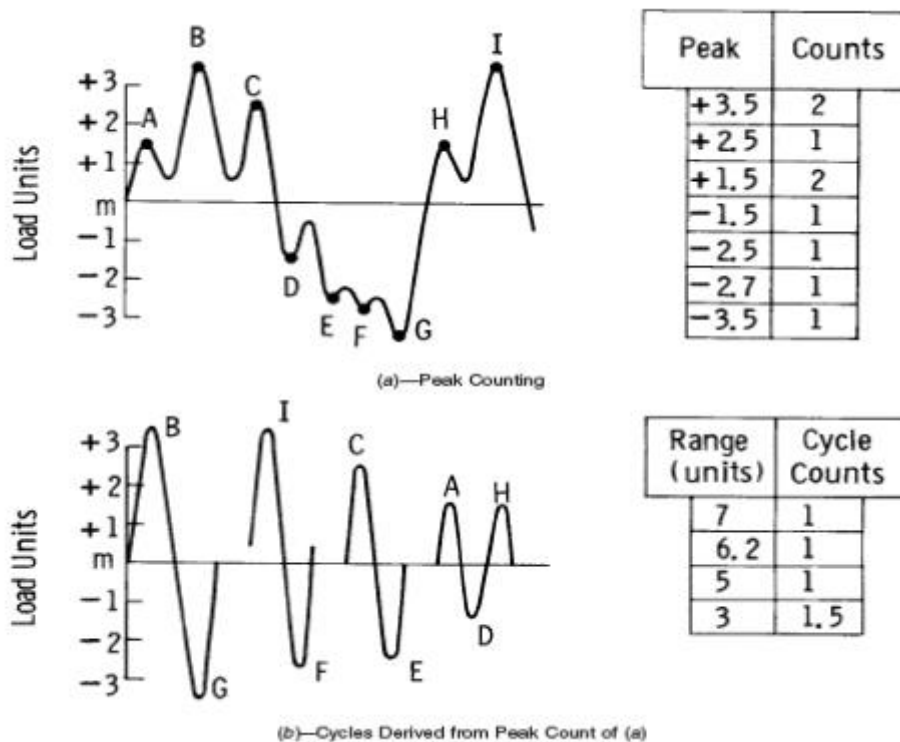 Load Units
+3
+2
+1
m
−1
−2
−3
A
B
C
D
E
F
G
H
I
Peak Counts
+3.5 2
+2.5 1
+1.5 2
−1.5 1
−2.5 1
−2.7 1
−3.5 1
(a)—Peak Counting
Load Units
+3
+2
+1
m
−1
−2
−3
B
G
I
F
C
E
A
D
H
Range (units) Cycle Counts
7 1
6.2 1
5 1
3 1.5
(b)—Cycles Derived from Peak Count of (a)